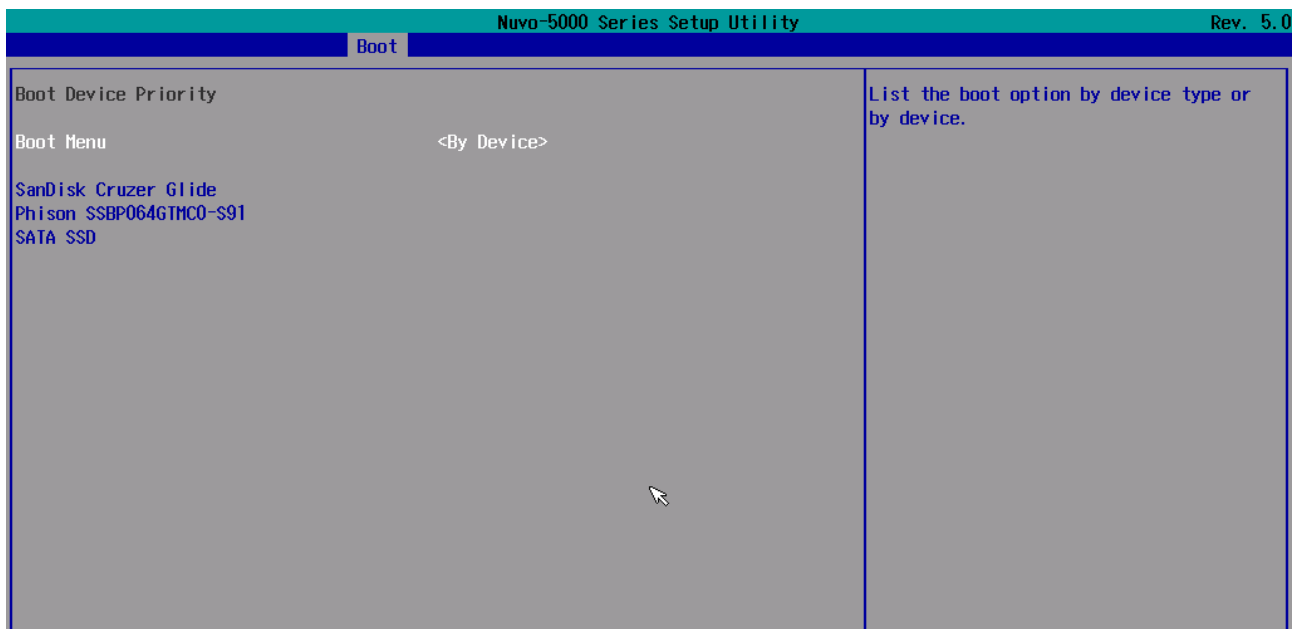 Nuvo-5000 Series Setup Utility Rev. 5.0
Boot
Boot Device Priority
Boot Menu <By Device>
SanDisk Cruzer Glide
Phison SSBP064GTMC0-S91
SATA SSD
List the boot option by device type or
by device.